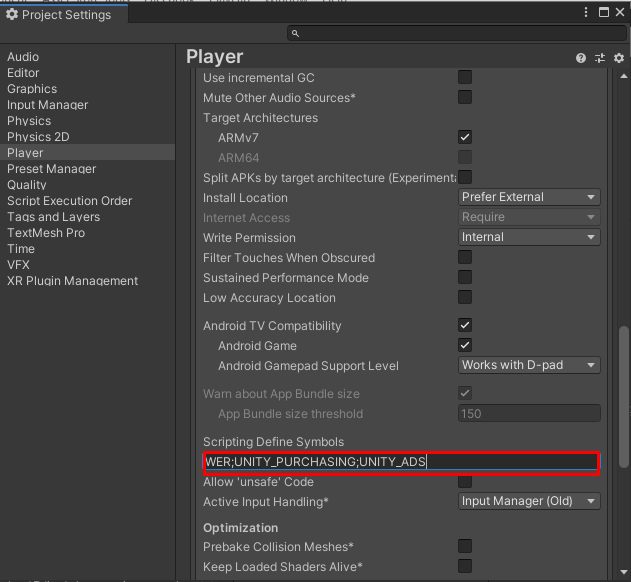 Project Settings
Audio
Editor
Graphics
Input Manager
Physics
Physics 2D
Player
Preset Manager
Quality
Script Execution Order
Tags and Layers
TextMesh Pro
Time
VFX
XR Plugin Management
Player
Use incremental GC
Mute Other Audio Sources*
Target Architectures
ARMv7
ARM64
Split APKs by target architecture (Experimenta
Install Location Prefer External
Internet Access Require
Write Permission Internal
Filter Touches When Obscured
Sustained Performance Mode
Low Accuracy Location
Android TV Compatibility
Android Game
Android Gamepad Support Level Works with D-pad
Warn about App Bundle size
App Bundle size threshold 150
Scripting Define Symbols
WER;UNITY_PURCHASING;UNITY_ADS
Allow 'unsafe' Code
Active Input Handling* Input Manager (Old)
Optimization
Prebake Collision Meshes*
Keep Loaded Shaders Alive*